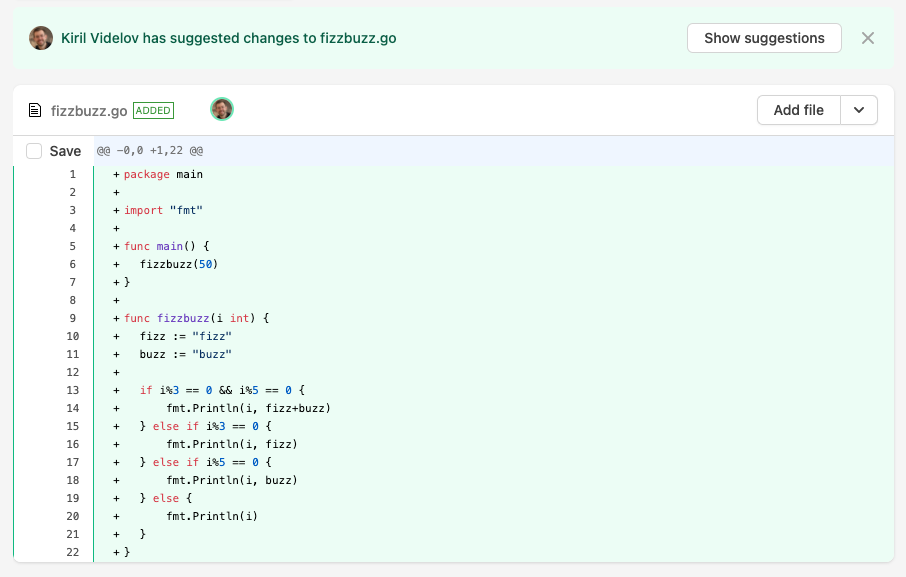 Kiril Videlov has suggested changes to fizzbuzz.go
Show suggestions
fizzbuzz.go ADDED
Add file
Save @@ -0,0 +1,22 @@
1 + package main
2 +
3 + import "fmt"
4 +
5 + func main() {
6 + fizzbuzz(50)
7 + }
8 +
9 + func fizzbuzz(i int) {
10 + fizz := "fizz"
11 + buzz := "buzz"
12 +
13 + if i%3 == 0 && i%5 == 0 {
14 + fmt.Println(i, fizz+buzz)
15 + } else if i%3 == 0 {
16 + fmt.Println(i, fizz)
17 + } else if i%5 == 0 {
18 + fmt.Println(i, buzz)
19 + } else {
20 + fmt.Println(i)
21 + }
22 + }